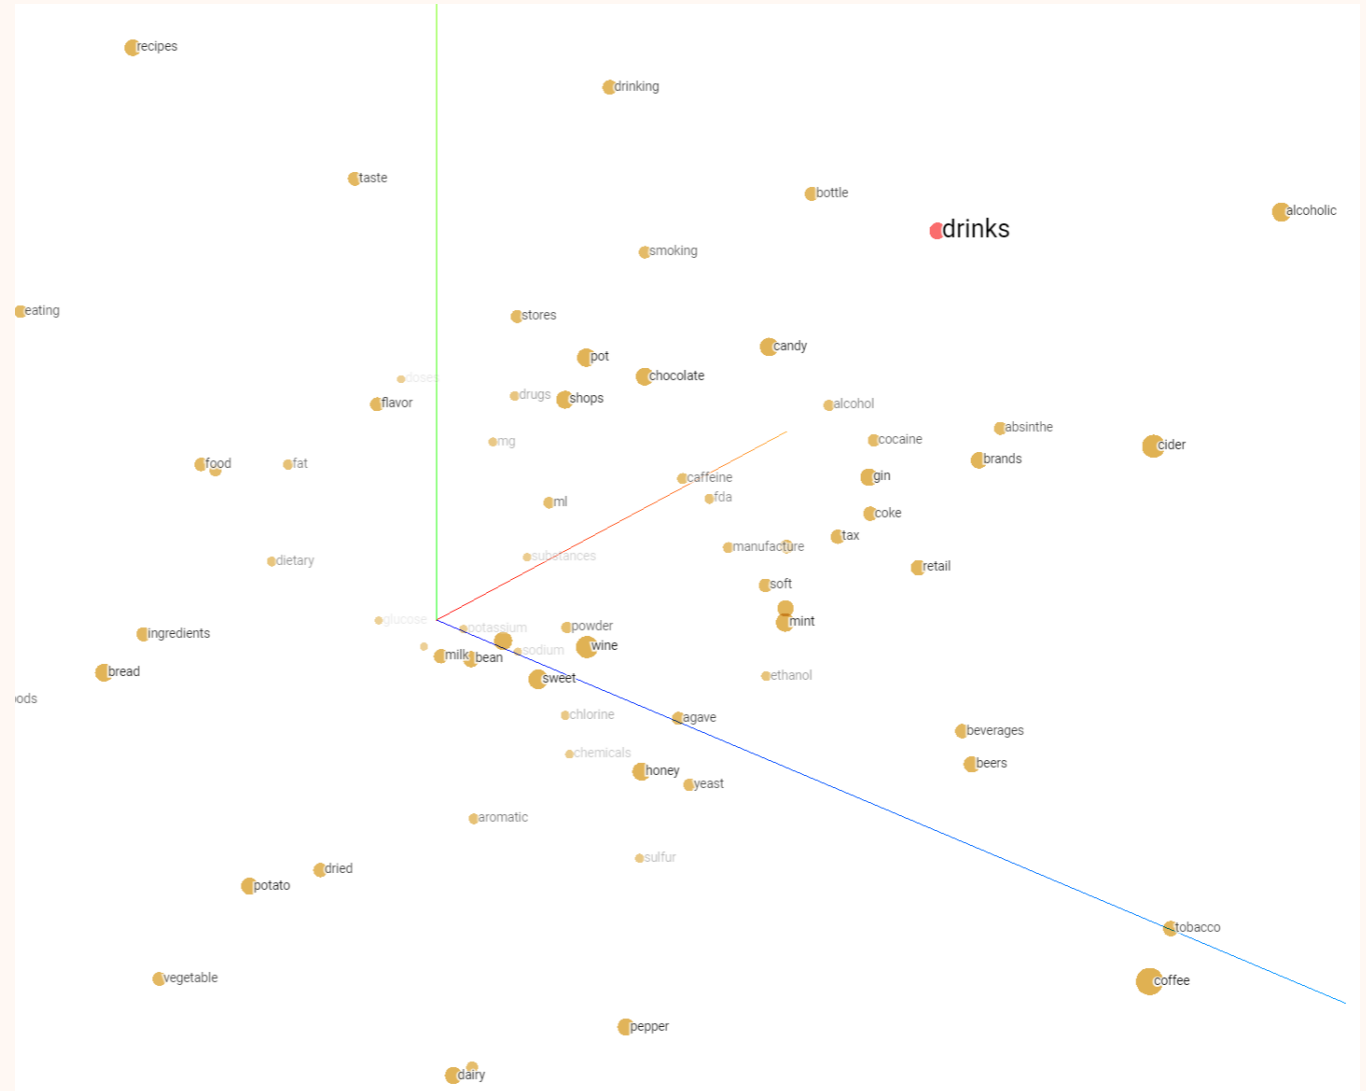 recipes
drinking
taste
bottle
alcoholic
drinks
smoking
eating
stores
candy
pot
chocolate
doses
drugs
shops
flavor
alcohol
absinthe
mg
cocaine
cider
brands
food
fat
caffeine
gin
fda
ml
coke
tax
manufacture
substances
dietary
retail
soft
glucose
mint
potassium
powder
ingredients
wine
sodium
milk
bean
bread
sweet
ethanol
ods
chlorine
agave
beverages
chemicals
beers
honey
yeast
aromatic
sulfur
dried
potato
tobacco
vegetable
coffee
pepper
dairy